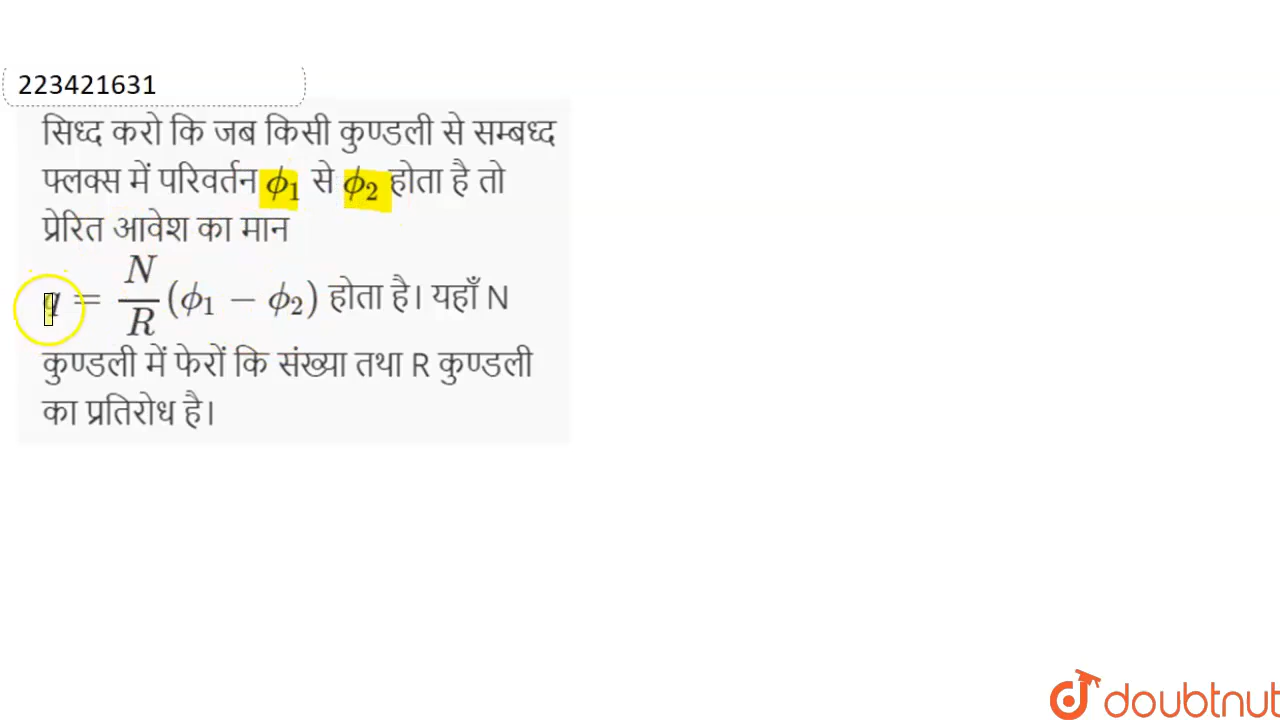 223421631
सिध्द करो कि जब किसी कुण्डली से सम्बध्द
फ्लक्स में परिवर्तन ϕ₁ से ϕ₂ होता है तो
प्रेरित आवेश का मान
q = N/R (ϕ₁ − ϕ₂) होता है। यहाँ N
कुण्डली में फेरों कि संख्या तथा R कुण्डली
का प्रतिरोध है।
doubtnut